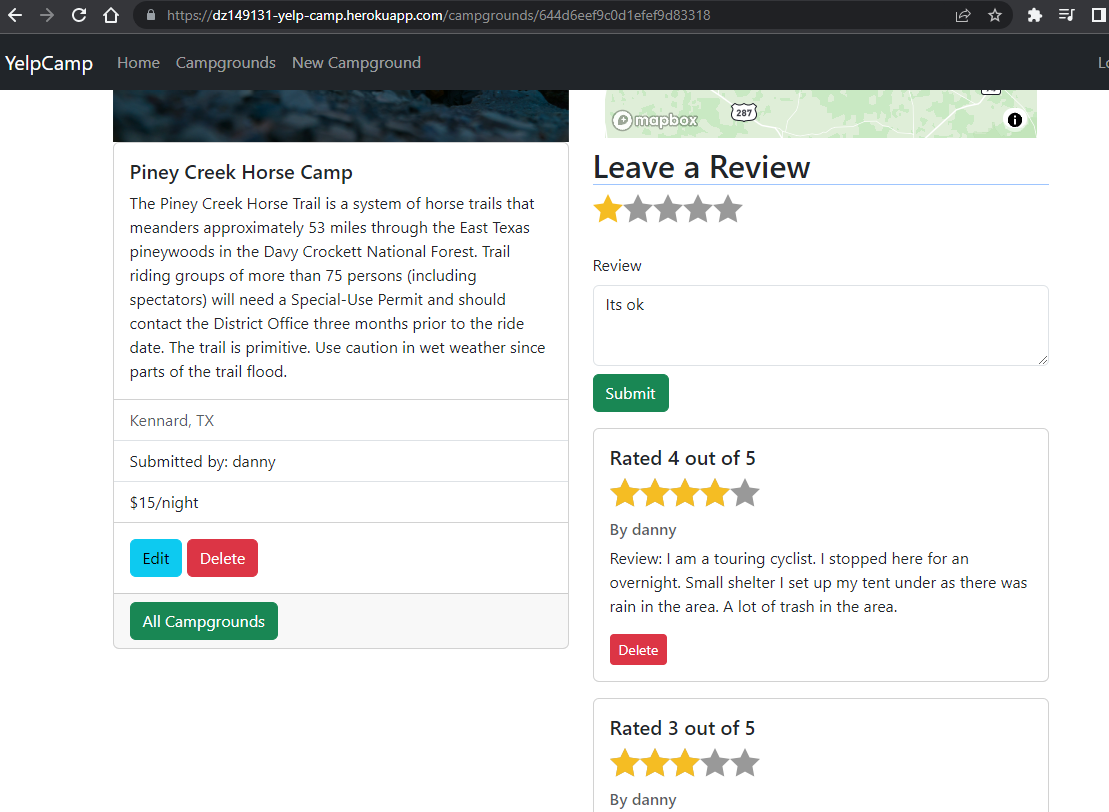 https://dz149131-yelp-camp.herokuapp.com/campgrounds/644d6eef9c0d1efef9d83318
YelpCamp Home Campgrounds New Campground
mapbox
287
Piney Creek Horse Camp
The Piney Creek Horse Trail is a system of horse trails that
meanders approximately 53 miles through the East Texas
pineywoods in the Davy Crockett National Forest. Trail
riding groups of more than 75 persons (including
spectators) will need a Special-Use Permit and should
contact the District Office three months prior to the ride
date. The trail is primitive. Use caution in wet weather since
parts of the trail flood.
Kennard, TX
Submitted by: danny
$15/night
Edit Delete
All Campgrounds
Leave a Review
Review
Its ok
Submit
Rated 4 out of 5
By danny
Review: I am a touring cyclist. I stopped here for an
overnight. Small shelter I set up my tent under as there was
rain in the area. A lot of trash in the area.
Delete
Rated 3 out of 5
By danny